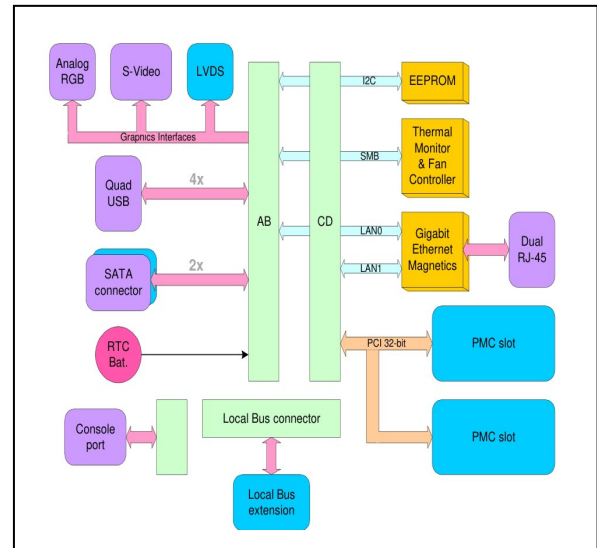 Analog
RGB
S-Video
LVDS
Grapnics Interfaces
I2C
EEPROM
Thermal
Monitor
& Fan
Controller
SMB
Quad
USB
4x
AB
CD
LAN0
Gigabit
Ethernet
Magnetics
Dual
RJ-45
SATA
connector
2x
LAN1
RTC
Bat.
PCI 32-bit
PMC slot
PMC slot
Console
port
Local Bus connector
Local Bus
extension